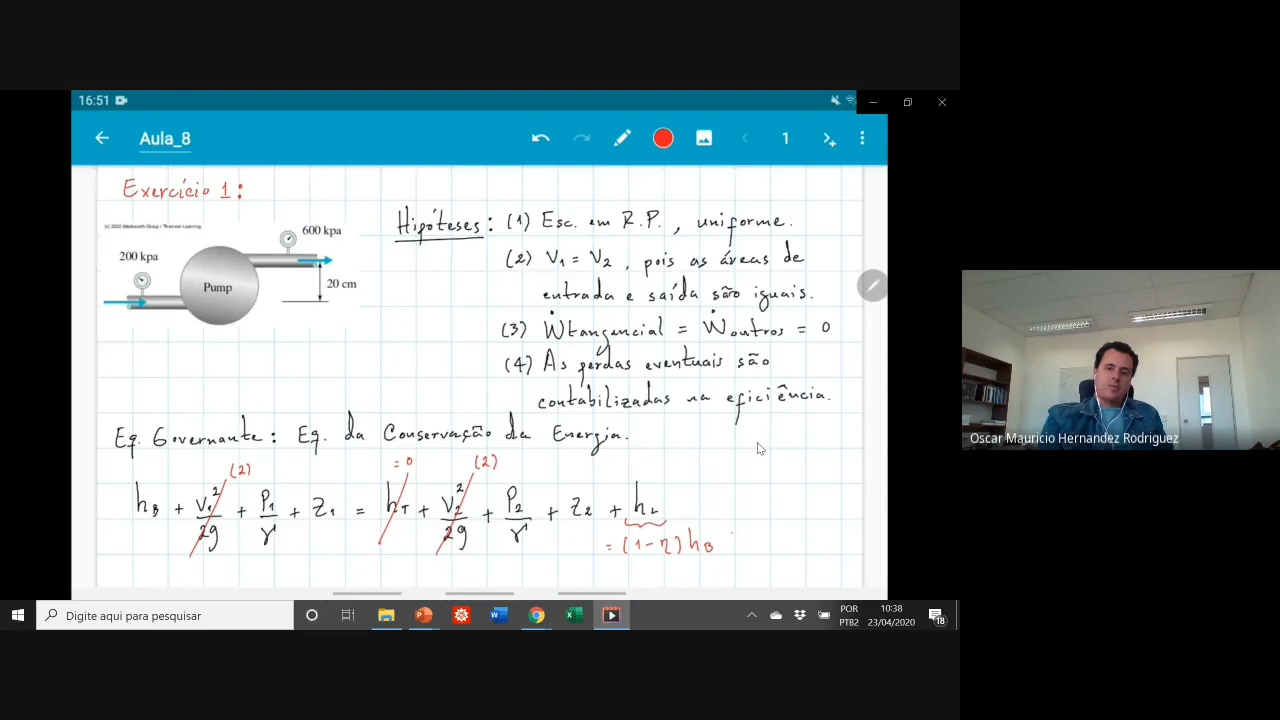 16:51
Aula_8
1
Exercício 1:
(c) 2002 Wadsworth Group / Thomson Learning
600 kpa
200 kpa
Pump
20 cm
Hipóteses: (1) Esc. em R.P., uniforme.
(2) V1 = V2, pois as áreas de
entrada e saída são iguais.
(3) Ẇtangencial = Ẇoutros = 0
(4) As perdas eventuais são
contabilizadas na eficiência.
Eq. Governante: Eq. da Conservação da Energia.
(2) = 0 (2)
hB + V1²/2g + P1/γ + z1 = hT + V2²/2g + P2/γ + z2 + hL
= (1-η) hB
Oscar Mauricio Hernandez Rodriguez
Digite aqui para pesquisar
POR
PTB2
10:38
23/04/2020
18